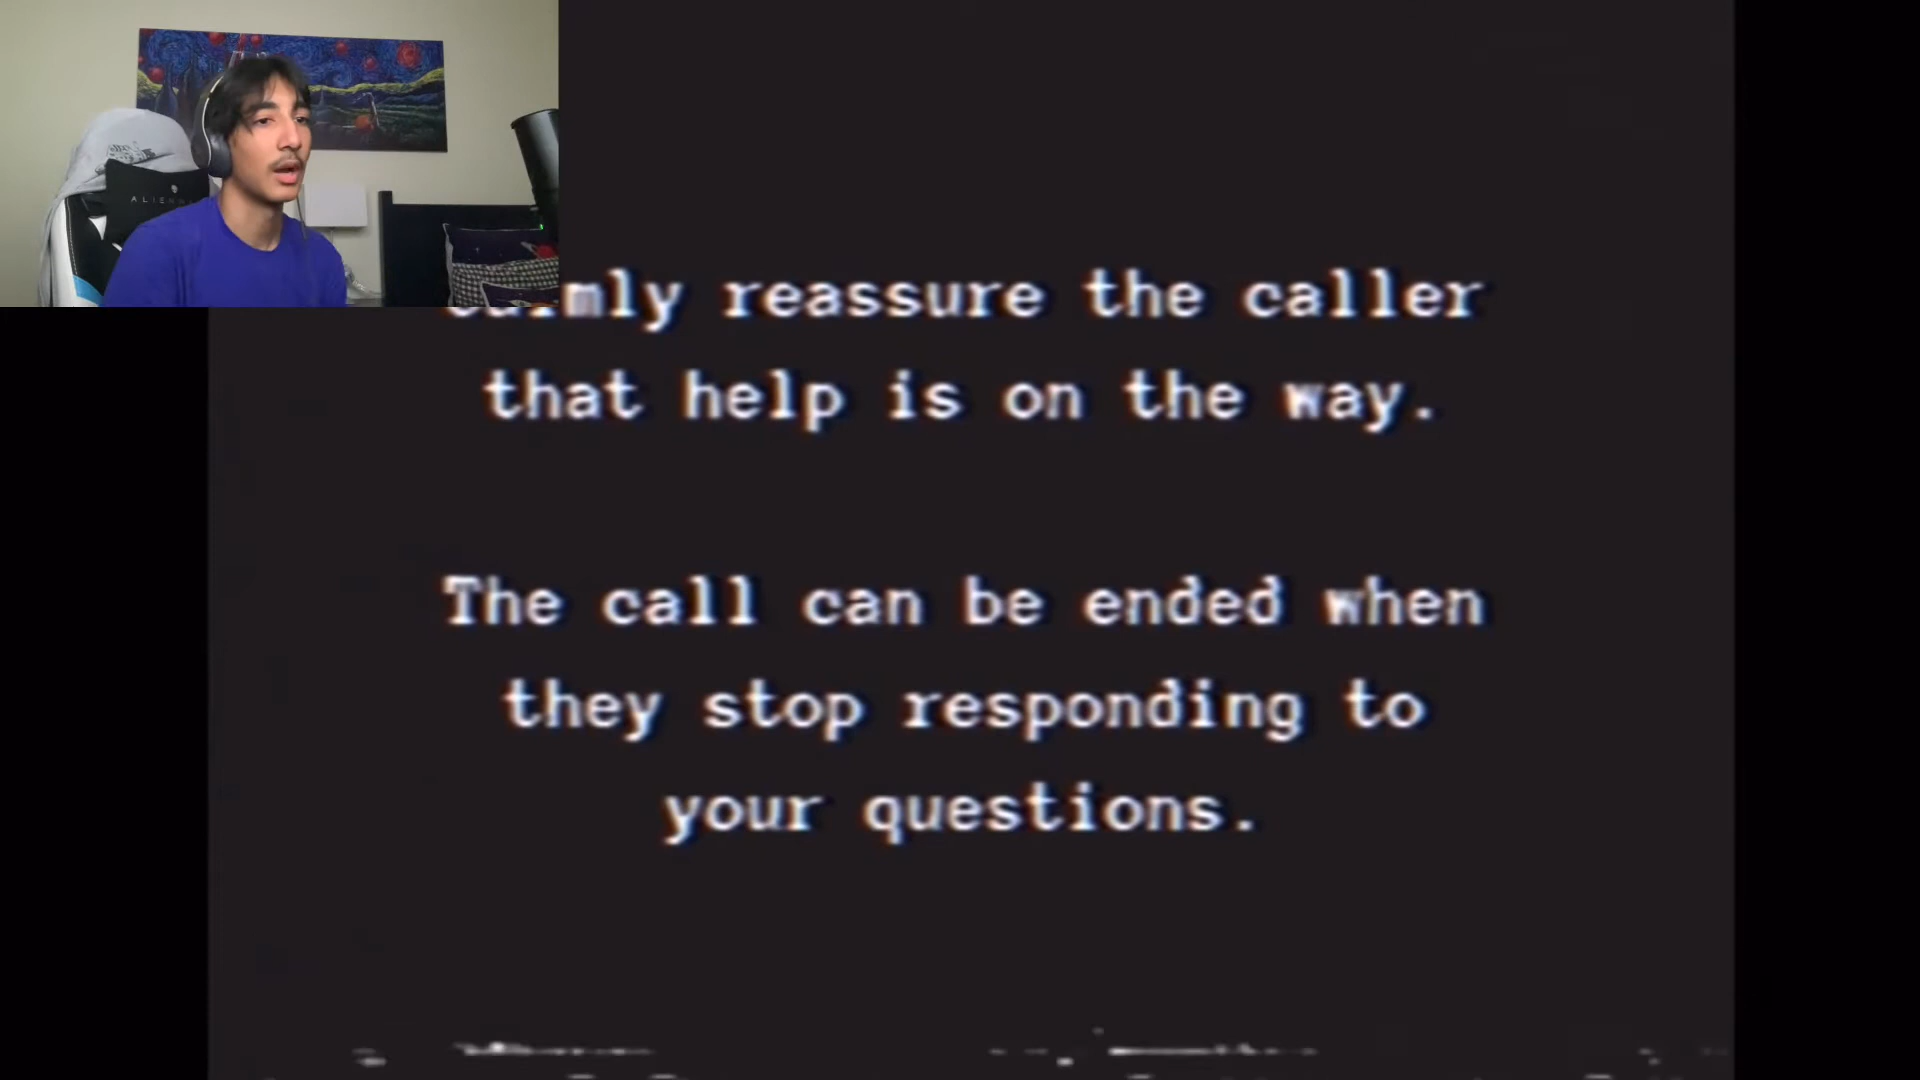 mly reassure the caller
that help is on the way.
The call can be ended when
they stop responding to
your questions.